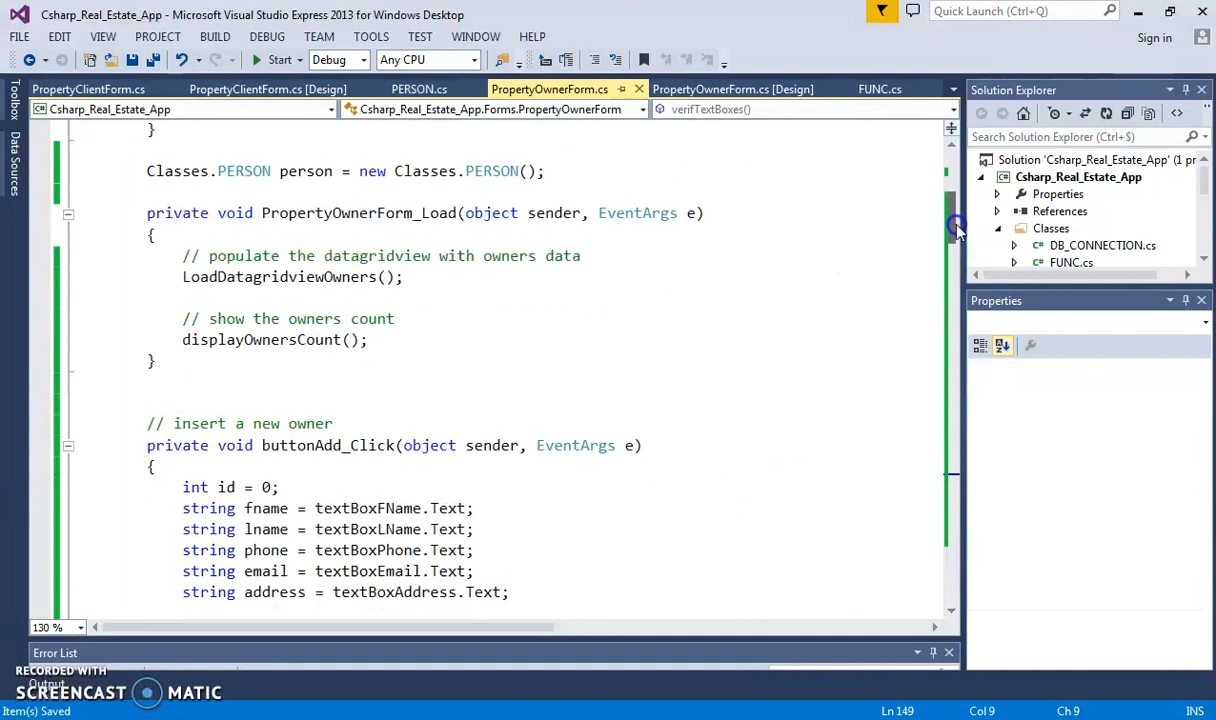 Csharp_Real_Estate_App - Microsoft Visual Studio Express 2013 for Windows Desktop
Quick Launch (Ctrl+Q)
FILE EDIT VIEW PROJECT BUILD DEBUG TEAM TOOLS TEST WINDOW HELP
Sign in
Start Debug Any CPU
Toolbox
Data Sources
PropertyClientForm.cs PropertyClientForm.cs [Design] PERSON.cs PropertyOwnerForm.cs PropertyOwnerForm.cs [Design] FUNC.cs
Csharp_Real_Estate_App Csharp_Real_Estate_App.Forms.PropertyOwnerForm verifTextBoxes()
}
Classes.PERSON person = new Classes.PERSON();
private void PropertyOwnerForm_Load(object sender, EventArgs e)
{
// populate the datagridview with owners data
LoadDatagridviewOwners();
// show the owners count
displayOwnersCount();
}
// insert a new owner
private void buttonAdd_Click(object sender, EventArgs e)
{
int id = 0;
string fname = textBoxFName.Text;
string lname = textBoxLName.Text;
string phone = textBoxPhone.Text;
string email = textBoxEmail.Text;
string address = textBoxAddress.Text;
130 %
Solution Explorer
Search Solution Explorer (Ctrl+$)
Solution 'Csharp_Real_Estate_App' (1 pr
Csharp_Real_Estate_App
Properties
References
Classes
DB_CONNECTION.cs
FUNC.cs
Properties
Error List
Output
RECORDED WITH
SCREENCAST MATIC
Item(s) Saved Ln 149 Col 9 Ch 9 INS